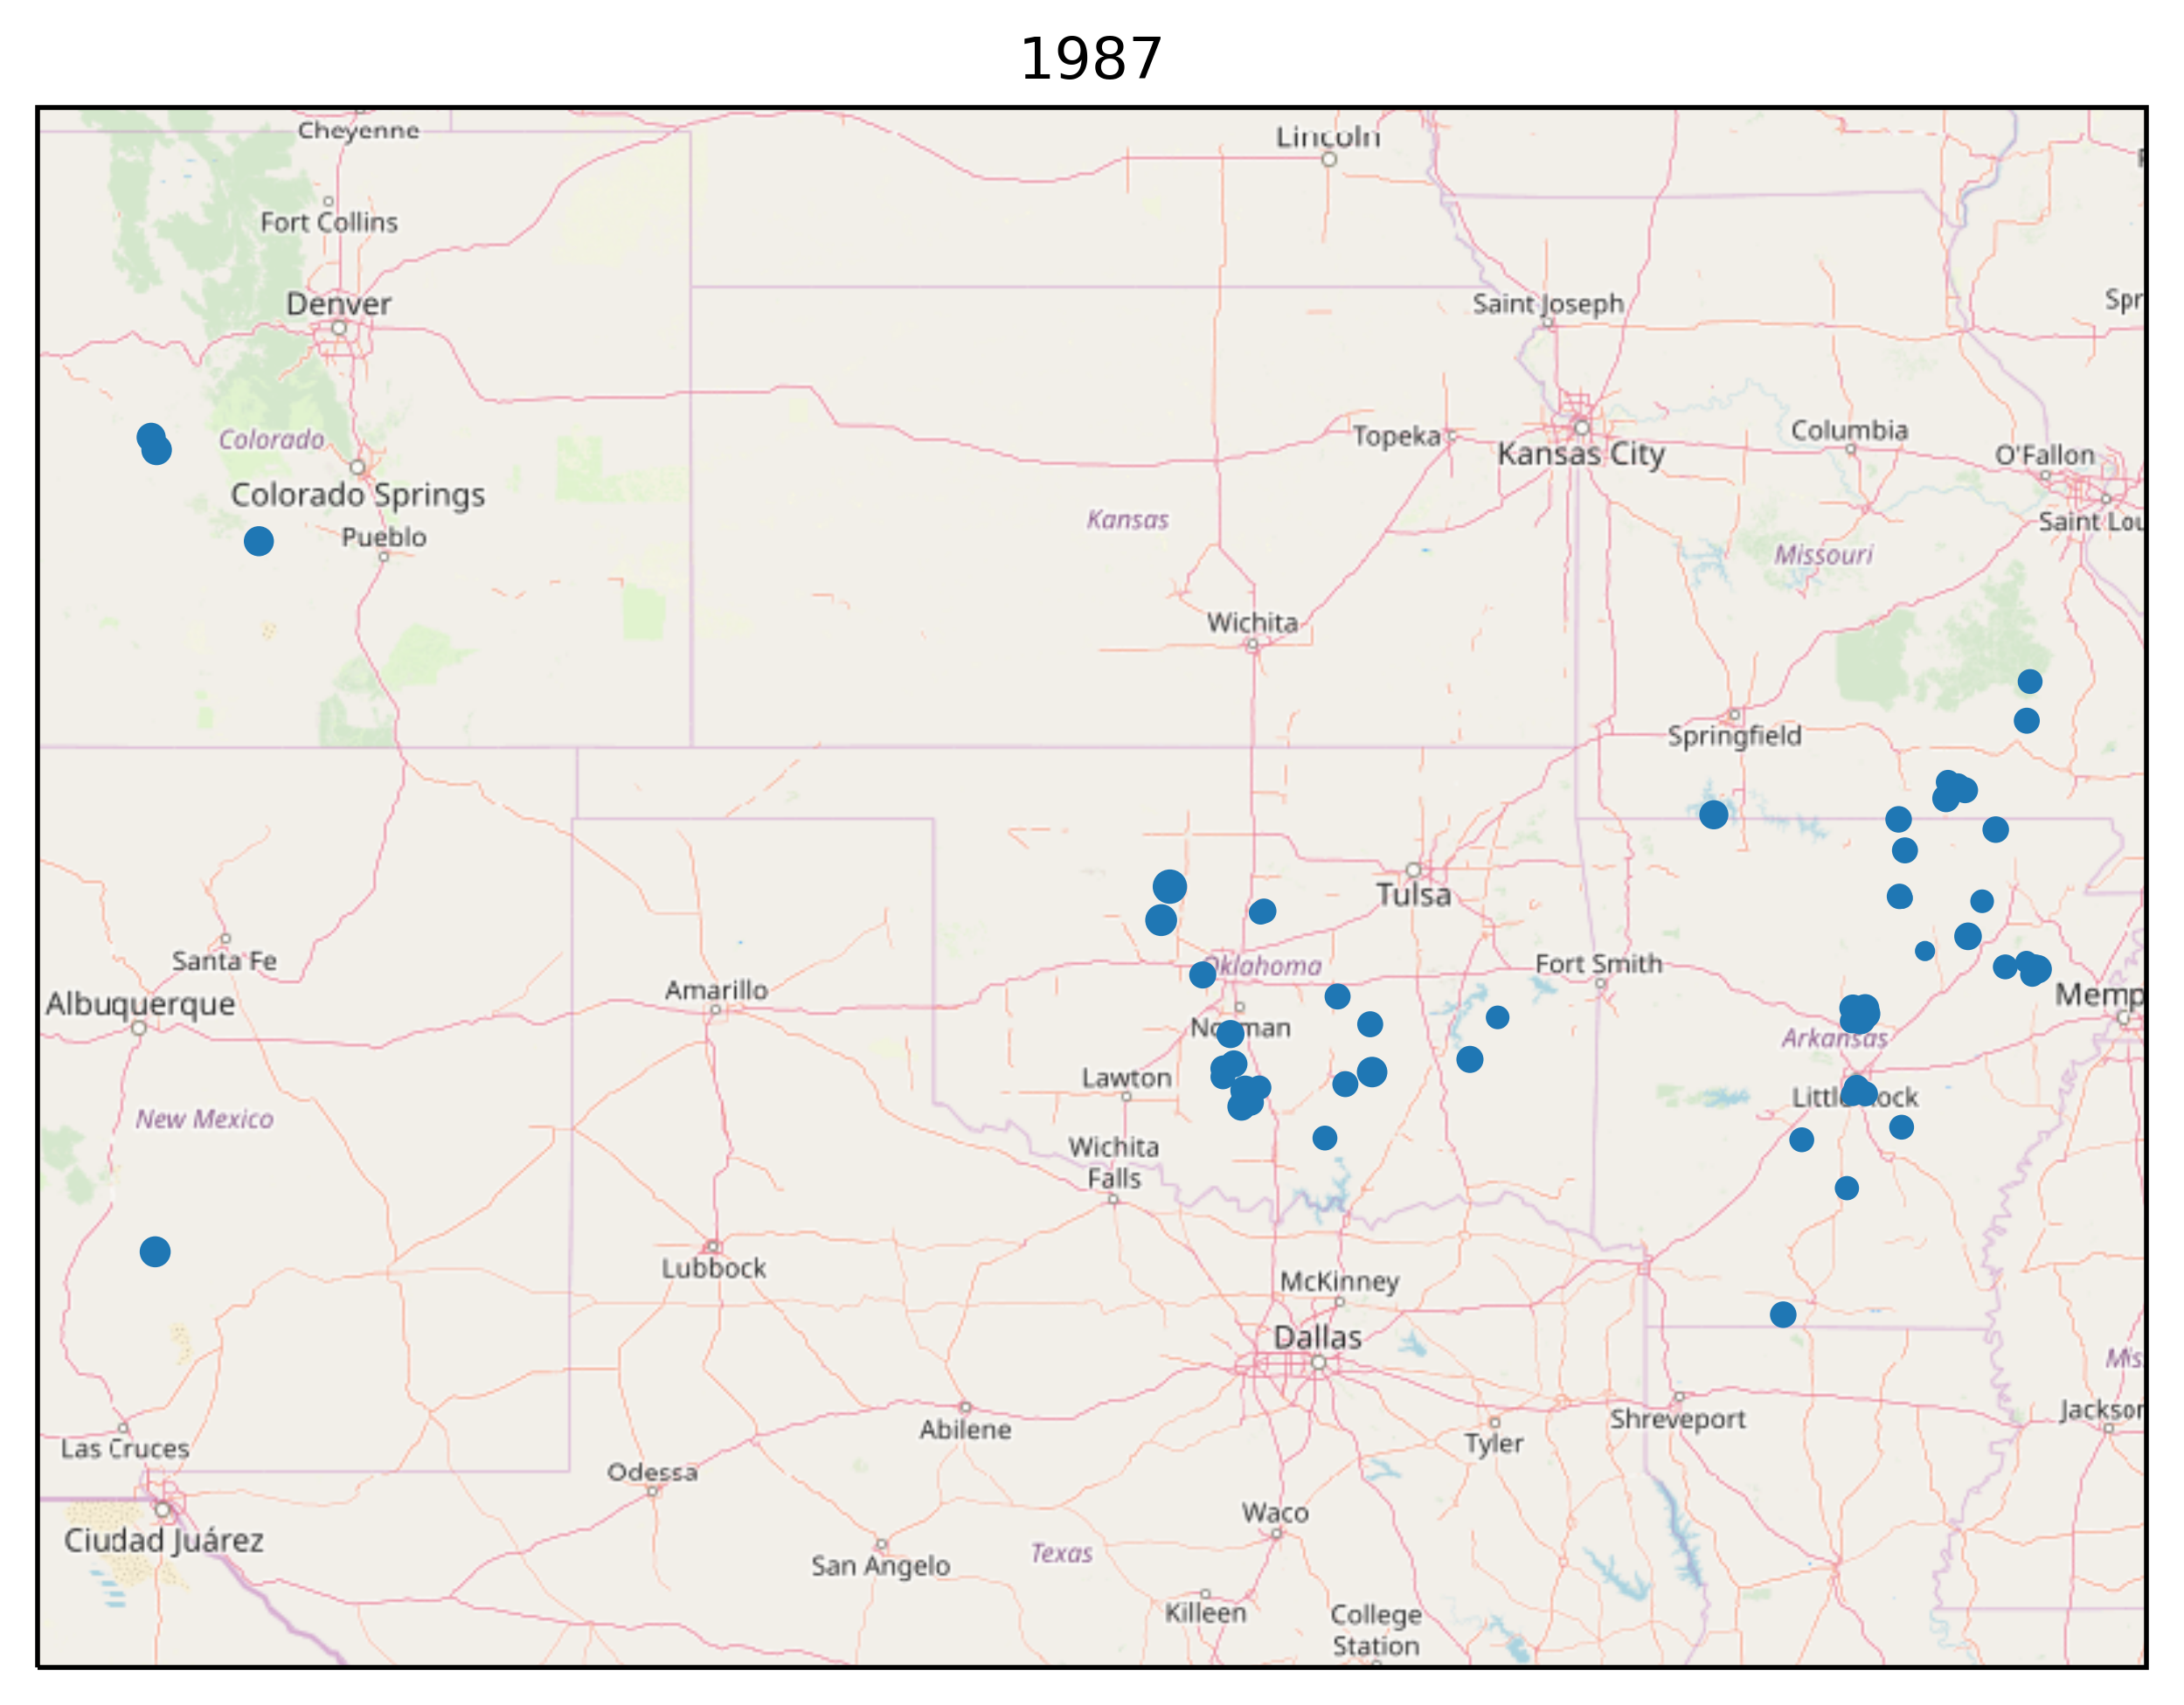 1987
Cheyenne
Lincoln
Fort Collins
Denver
Saint Joseph
Spr
Colorado
Topeka
Kansas City
Columbia
O'Fallon
Colorado Springs
Kansas
Saint Lou
Pueblo
Missouri
Wichita
Springfield
Tulsa
Santa Fe
Oklahoma
Fort Smith
Albuquerque
Amarillo
Memp
Norman
Arkansas
Lawton
Little Rock
New Mexico
Wichita
Falls
Lubbock
McKinney
Dallas
Mis
Las Cruces
Abilene
Shreveport
Jackson
Tyler
Odessa
Waco
Ciudad Juárez
Texas
San Angelo
Killeen
College
Station